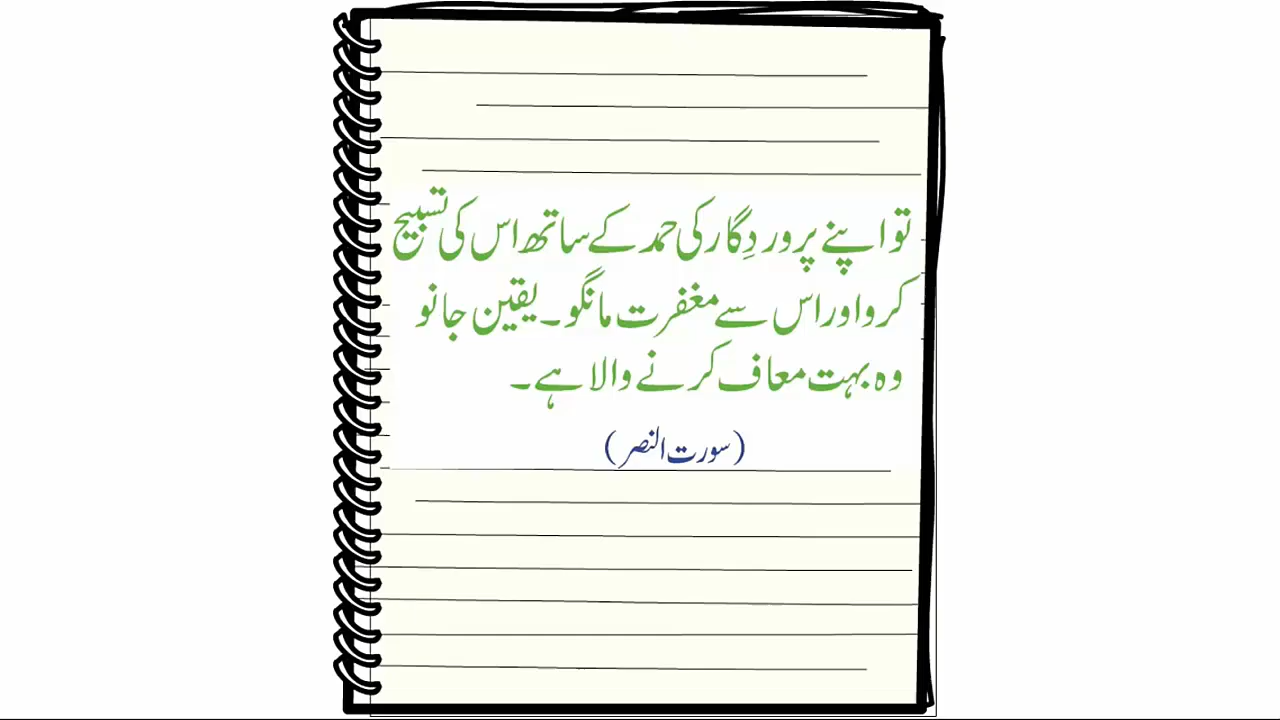 تو اپنے پروردِگار کی حمد کے ساتھ اس کی تسبیح
کرو اور اس سے مغفرت مانگو۔ یقین جانو
وہ بہت معاف کرنے والا ہے۔
(سورت النصر)